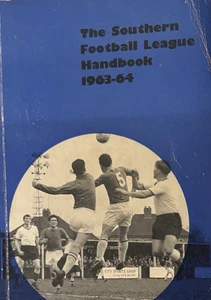 The Southern
Football League
Handbook
1963-64